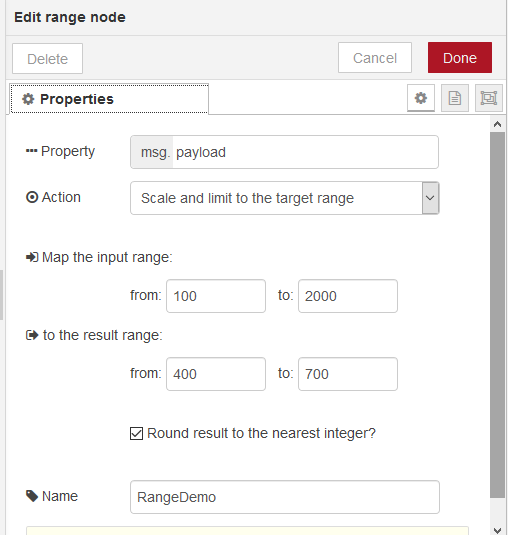 Edit range node
Delete
Cancel
Done
Properties
Property
msg. payload
Action
Scale and limit to the target range
Map the input range:
from: 100 to: 2000
to the result range:
from: 400 to: 700
Round result to the nearest integer?
Name
RangeDemo